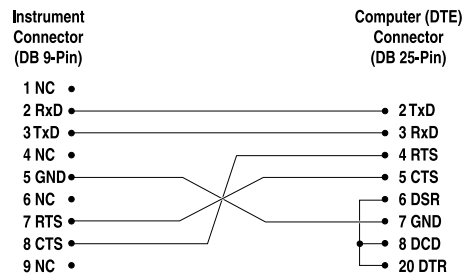 Instrument
Connector
(DB 9-Pin)
Computer (DTE)
Connector
(DB 25-Pin)
1 NC
2 RxD
3 TxD
4 NC
5 GND
6 NC
7 RTS
8 CTS
9 NC
2 TxD
3 RxD
4 RTS
5 CTS
6 DSR
7 GND
8 DCD
20 DTR